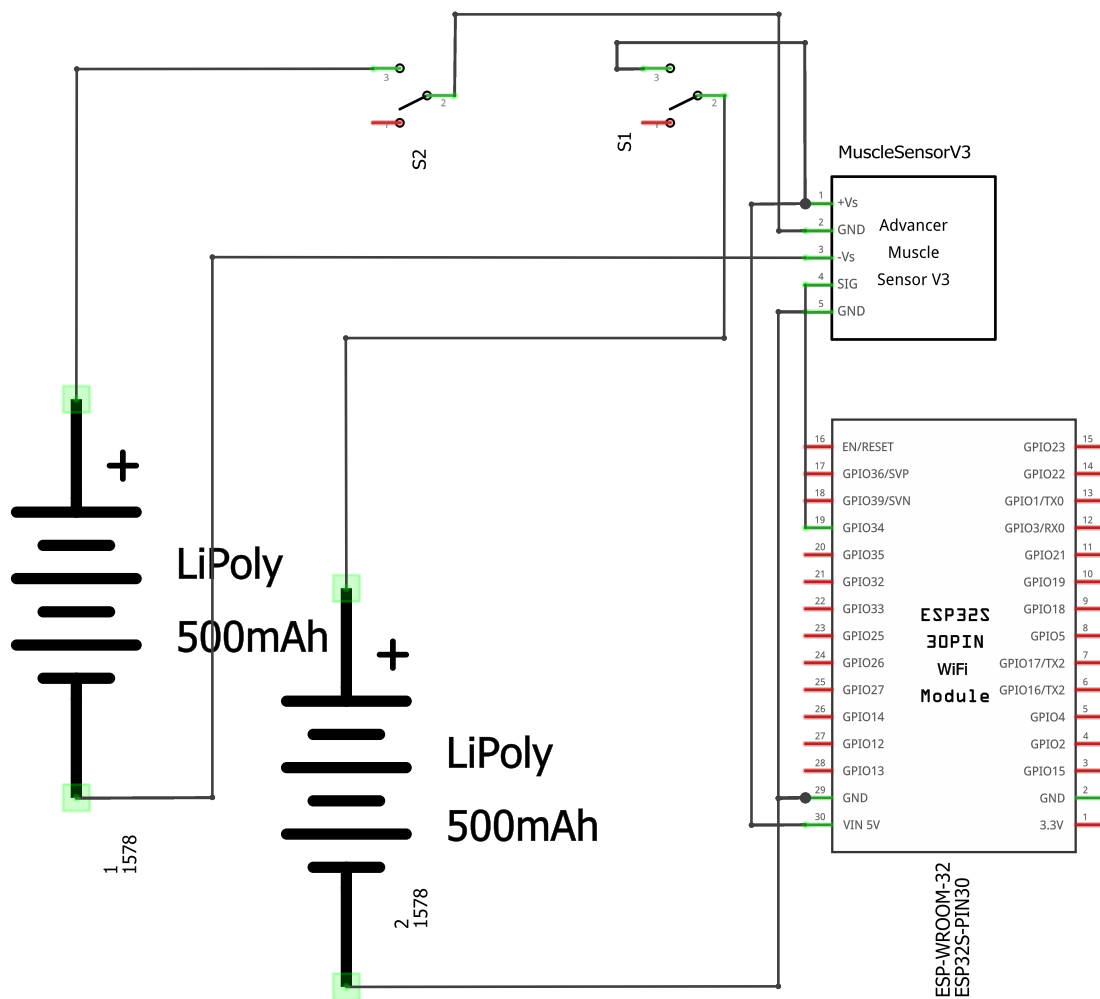 3
2
1
S2
3
2
1
S1
MuscleSensorV3
1 +Vs
2 GND
3 -Vs
4 SIG
5 GND
Advancer
Muscle
Sensor V3
+
LiPoly
500mAh
1
1578
+
LiPoly
500mAh
2
1578
16 EN/RESET GPIO23 15
17 GPIO36/SVP GPIO22 14
18 GPIO39/SVN GPIO1/TX0 13
19 GPIO34 GPIO3/RX0 12
20 GPIO35 GPIO21 11
21 GPIO32 GPIO19 10
22 GPIO33 GPIO18 9
23 GPIO25 GPIO5 8
24 GPIO26 GPIO17/TX2 7
25 GPIO27 GPIO16/TX2 6
26 GPIO14 GPIO4 5
27 GPIO12 GPIO2 4
28 GPIO13 GPIO15 3
29 GND GND 2
30 VIN 5V 3.3V 1
ESP32S
30PIN
WiFi
Module
ESP-WROOM-32
ESP32S-PIN30